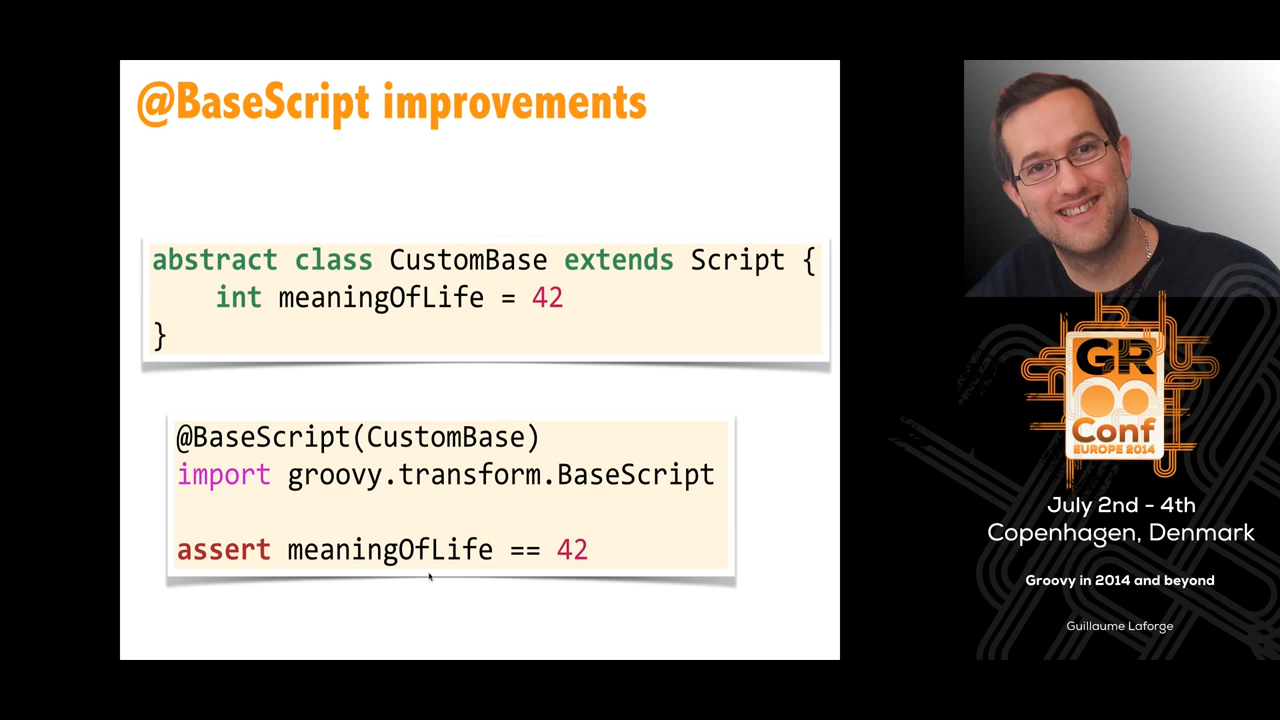 @BaseScript improvements
abstract class CustomBase extends Script {
    int meaningOfLife = 42
}
@BaseScript(CustomBase)
import groovy.transform.BaseScript
assert meaningOfLife == 42
GR
Conf
EUROPE 2014
July 2nd - 4th
Copenhagen, Denmark
Groovy in 2014 and beyond
Guillaume Laforge